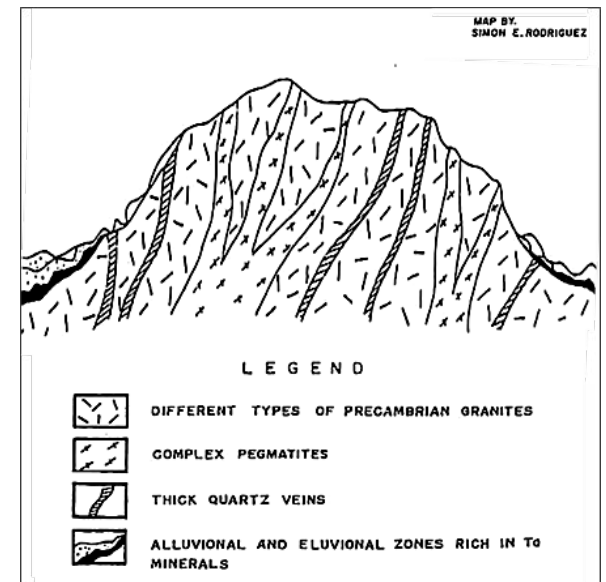 MAP BY.
SIMON E. RODRIGUEZ
LEGEND
DIFFERENT TYPES OF PRECAMBRIAN GRANITES
COMPLEX PEGMATITES
THICK QUARTZ VEINS
ALLUVIONAL AND ELUVIONAL ZONES RICH IN Ta
MINERALS